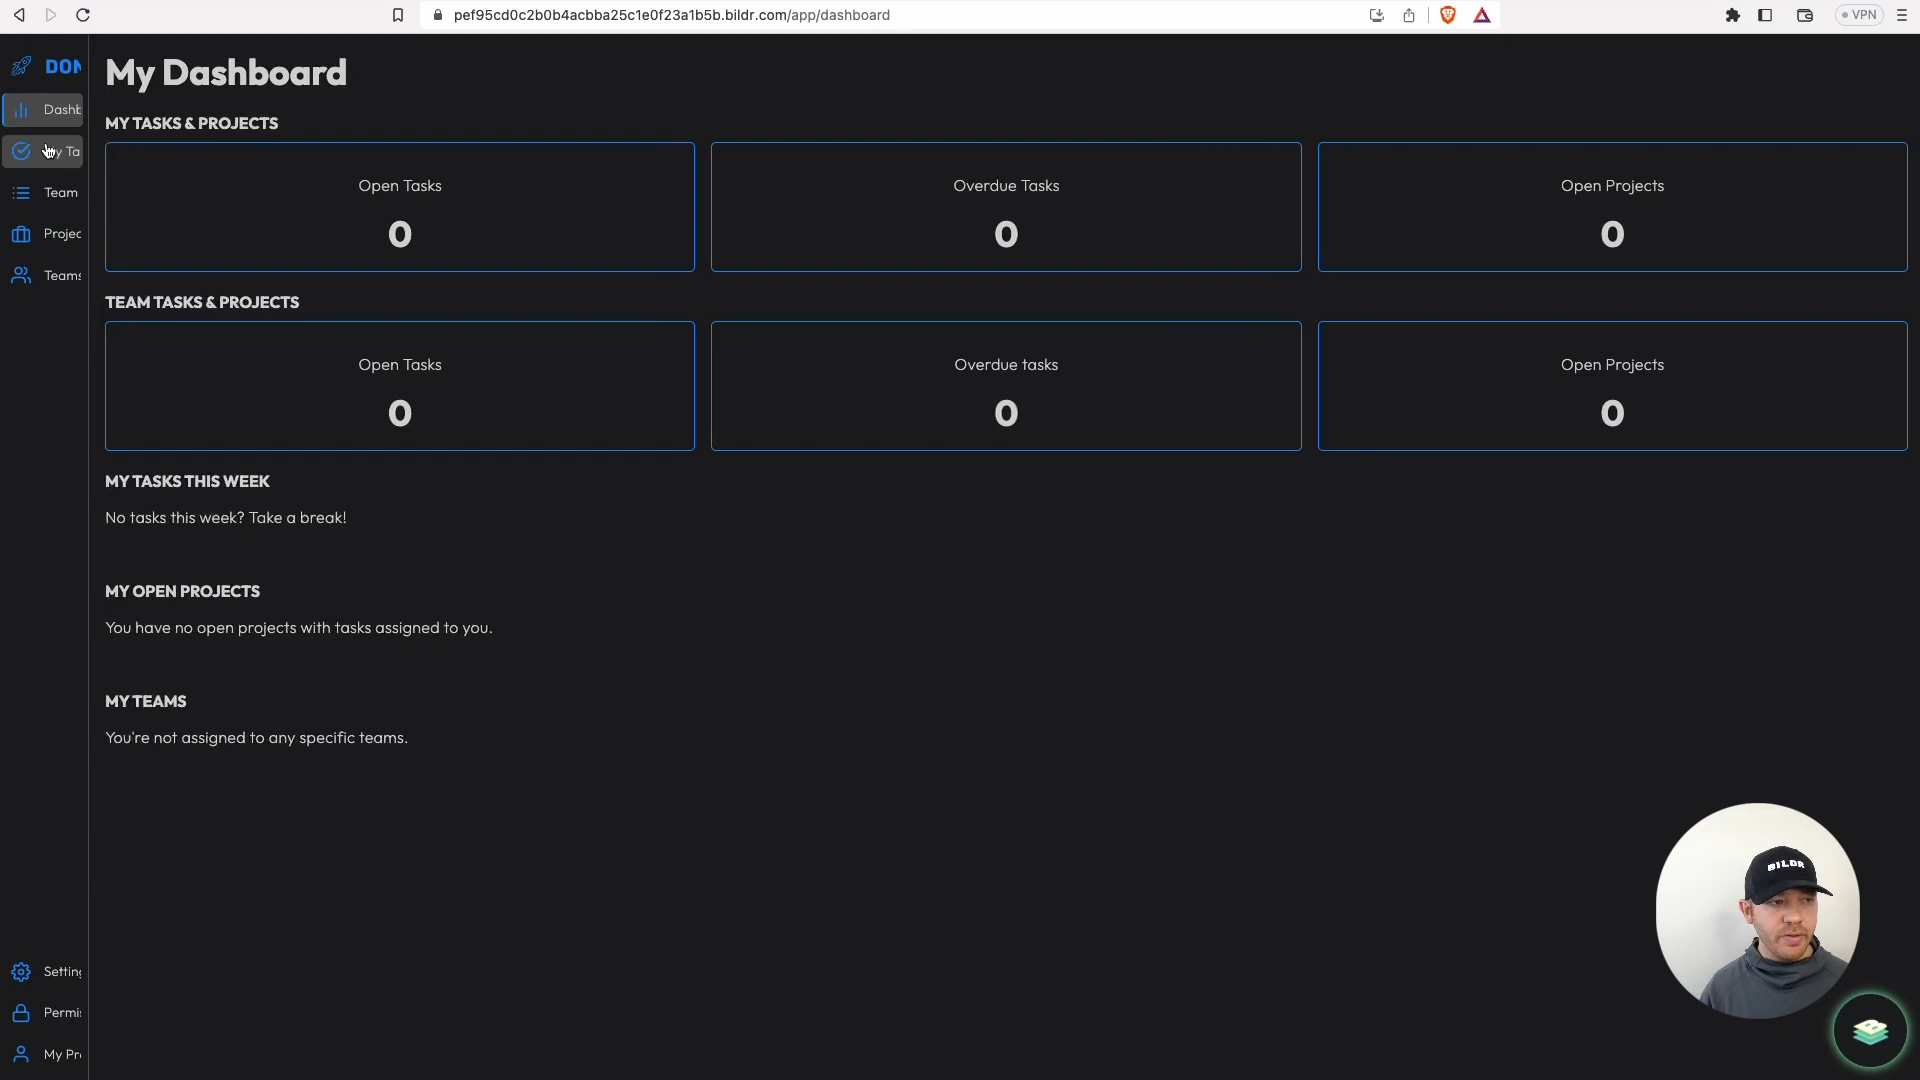 pef95cd0c2b0b4acbba25c1e0f23a1b5b.bildr.com/app/dashboard
VPN
DON
My Dashboard
Dashb
MY TASKS & PROJECTS
y Ta
Open Tasks
Overdue Tasks
Open Projects
Team
0
0
0
Projec
Teams
TEAM TASKS & PROJECTS
Open Tasks
Overdue tasks
Open Projects
0
0
0
MY TASKS THIS WEEK
No tasks this week? Take a break!
MY OPEN PROJECTS
You have no open projects with tasks assigned to you.
MY TEAMS
You're not assigned to any specific teams.
BILDR
Settin
Permis
My Pr